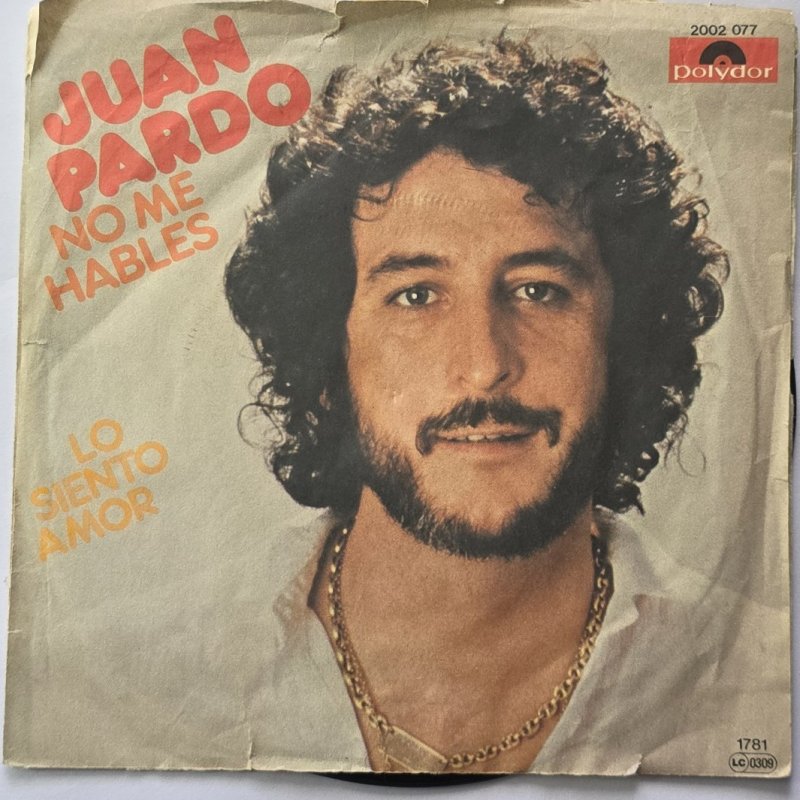 JUAN
PARDO
NO ME
HABLES
LO
SIENTO
AMOR
2002 077
polydor
1781
LC 0309